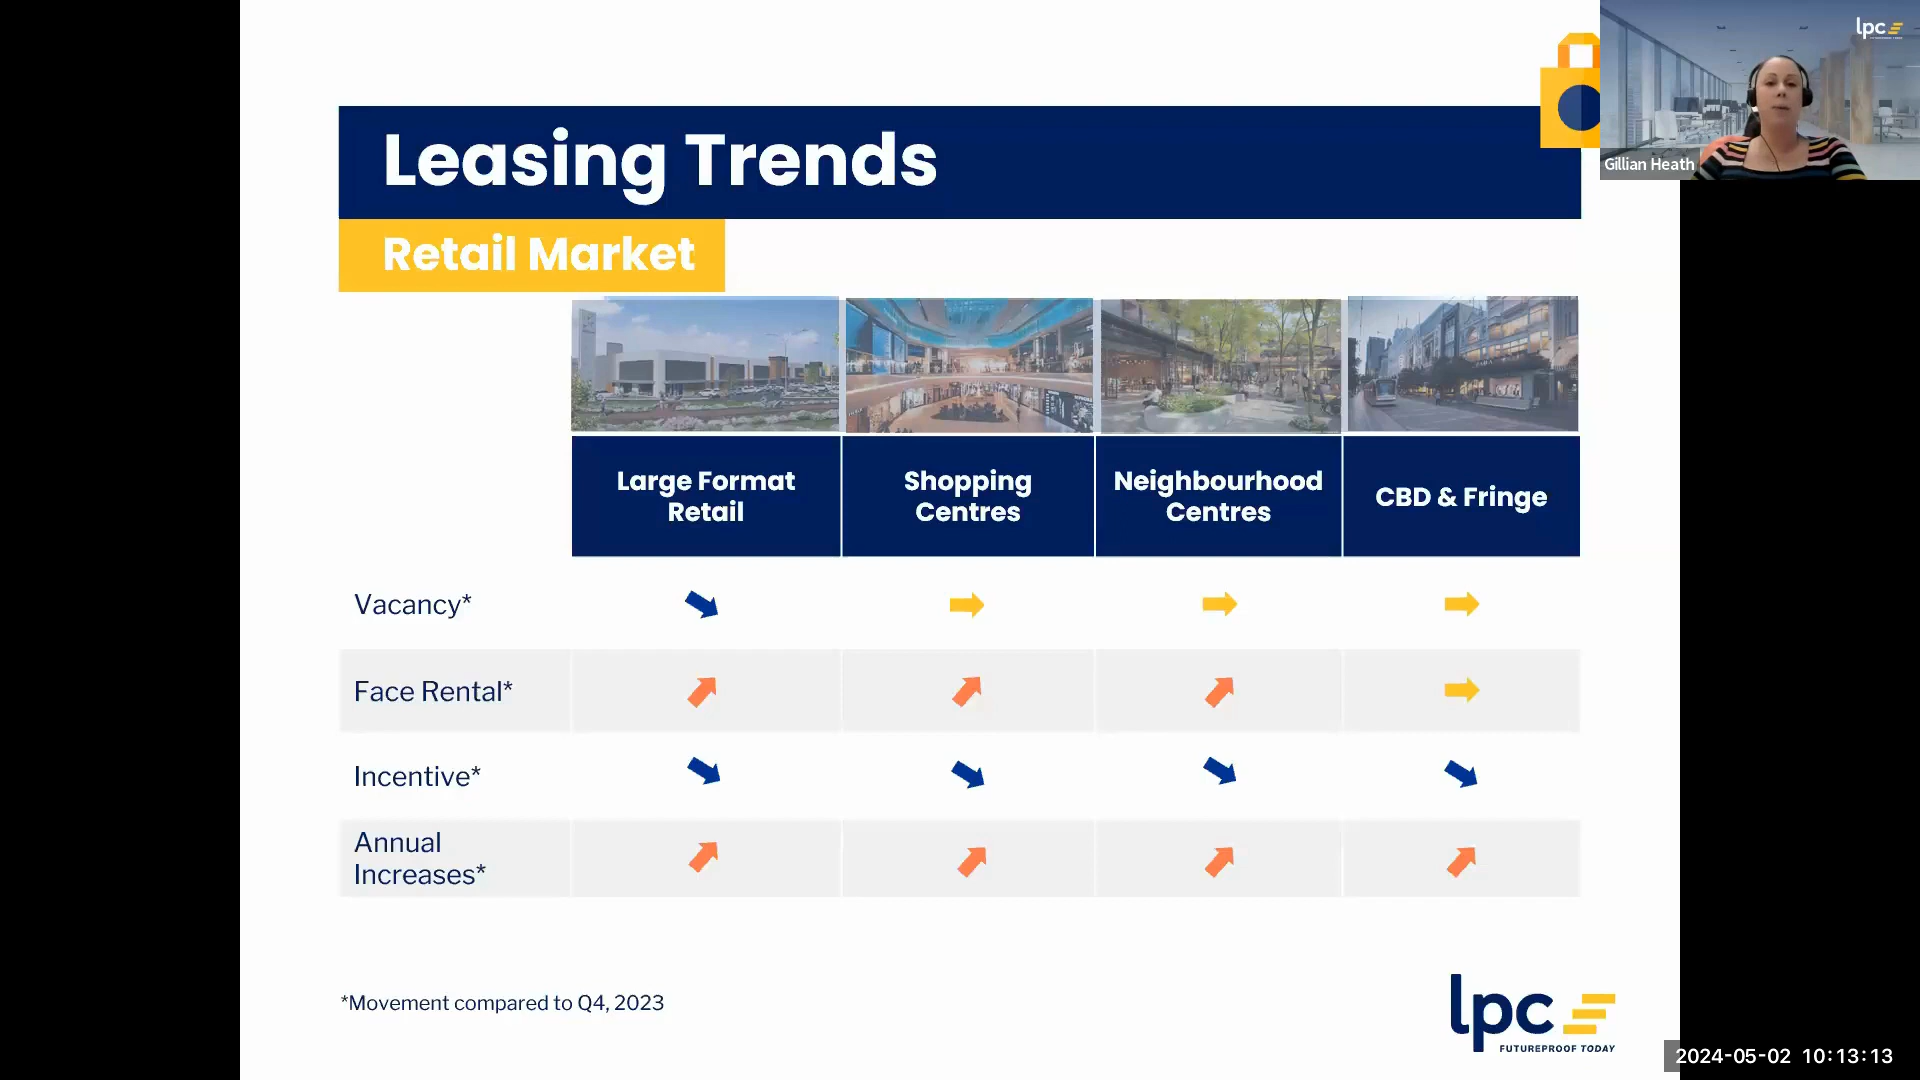 lpc
Gillian Heath
Leasing Trends
Retail Market
Large Format
Retail
Shopping
Centres
Neighbourhood
Centres
CBD & Fringe
Vacancy*
Face Rental*
Incentive*
Annual
Increases*
*Movement compared to Q4, 2023
lpc
FUTUREPROOF TODAY
2024-05-02 10:13:13